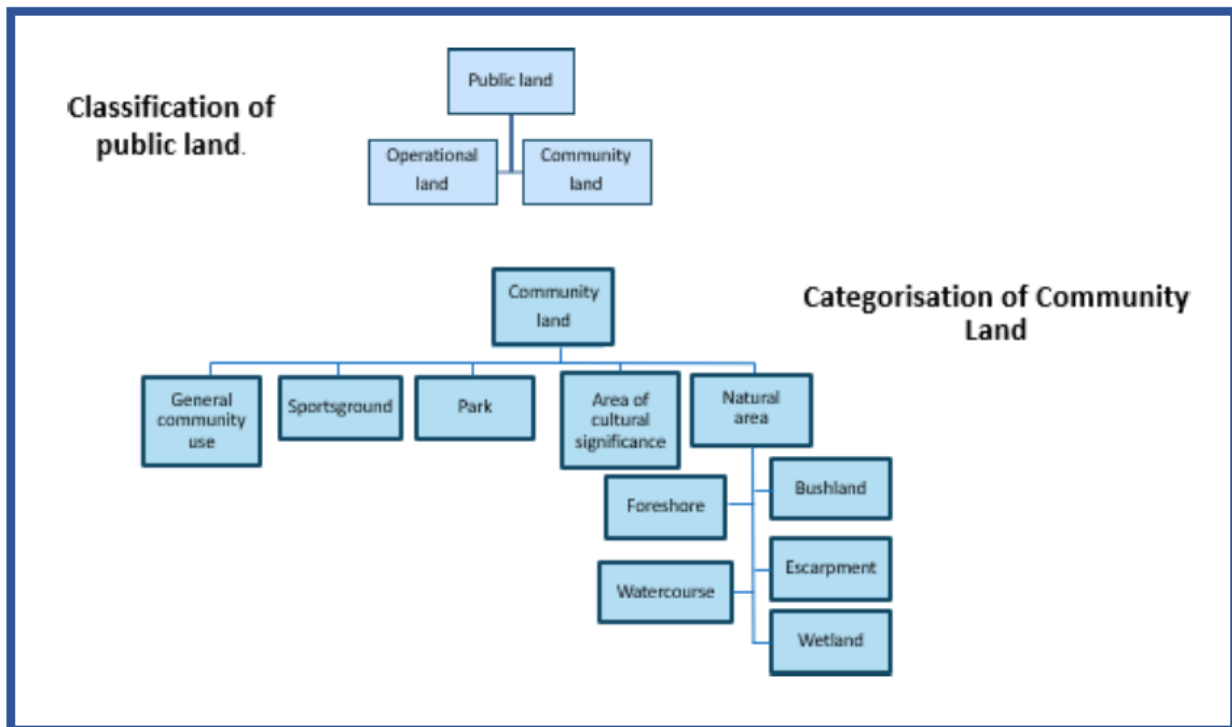 Classification of
public land.
Public land
Operational
land
Community
land
Categorisation of Community
Land
Community
land
General
community
use
Sportsground
Park
Area of
cultural
significance
Natural
area
Foreshore
Bushland
Watercourse
Escarpment
Wetland